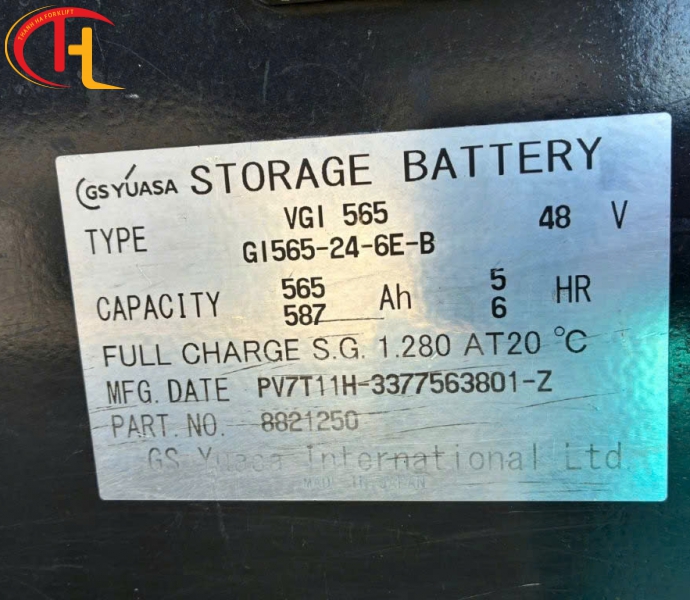 THANH HA FORKLIFT
GS YUASA STORAGE BATTERY
TYPE VGI 565 48 V
GI565-24-6E-B
CAPACITY 565 Ah 5 HR
587 6
FULL CHARGE S.G. 1.280 AT 20 °C
MFG. DATE PV7T11H-3377563801-Z
PART. NO. 8821250
GS Yuasa International Ltd.
MADE IN JAPAN